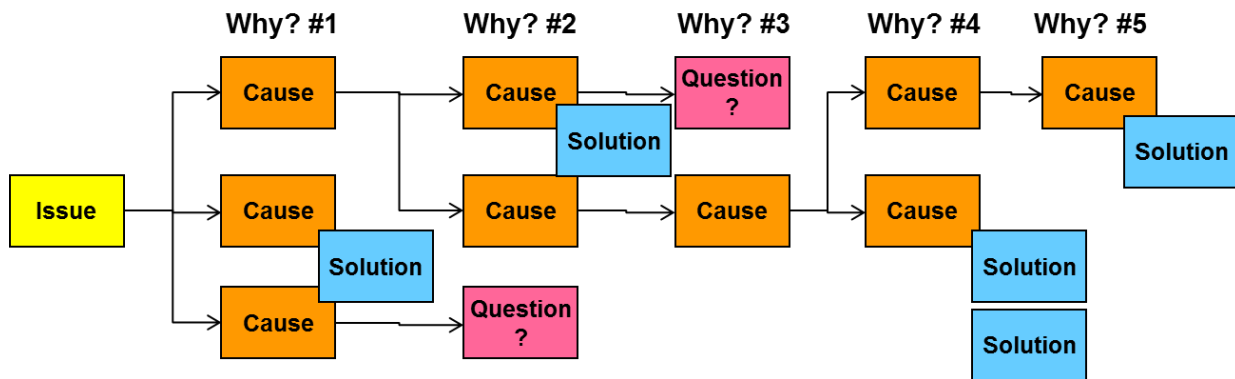 Why? #1 Why? #2 Why? #3 Why? #4 Why? #5
Cause Cause Question Cause Cause
?
Solution Solution
Issue Cause Cause Cause Cause
Solution Solution
Cause Question
?
Solution